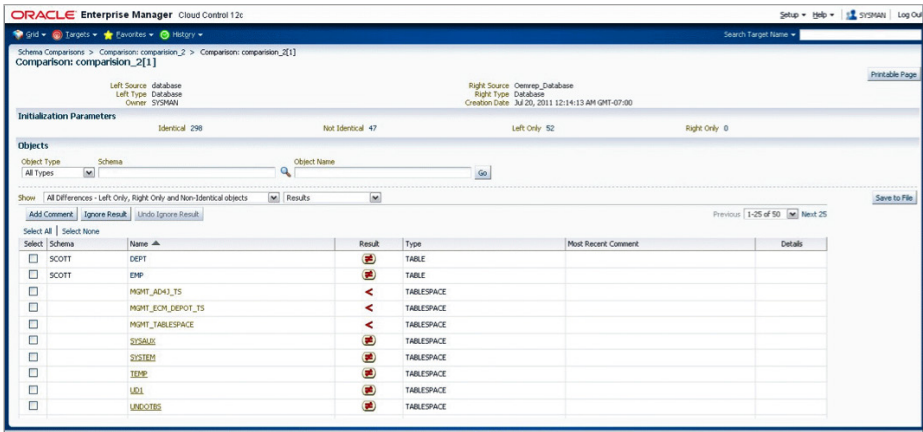 ORACLE Enterprise Manager Cloud Control 12c
Setup Help SYSMAN Log Out
Grid Targets Favorites History Search Target Name
Schema Comparisons > Comparison: comparision_2 > Comparison: comparision_2[1]
Comparison: comparision_2[1]
Printable Page
Left Source database Right Source Oemrep_Database
Left Type Database Right Type Database
Owner SYSMAN Creation Date Jul 20, 2011 12:14:13 AM GMT-07:00
Initialization Parameters
Identical 298 Not Identical 47 Left Only 52 Right Only 0
Objects
Object Type Schema Object Name
All Types Go
Show All Differences - Left Only, Right Only and Non-Identical objects Results Save to File
Add Comment Ignore Result Undo Ignore Result Previous 1-25 of 50 Next 25
Select All | Select None
Select Schema Name Result Type Most Recent Comment Details
SCOTT DEPT TABLE
SCOTT EMP TABLE
MGMT_AD4J_TS < TABLESPACE
MGMT_ECM_DEPOT_TS < TABLESPACE
MGMT_TABLESPACE < TABLESPACE
SYSAUX TABLESPACE
SYSTEM TABLESPACE
TEMP TABLESPACE
UD1 TABLESPACE
UNDOTBS TABLESPACE